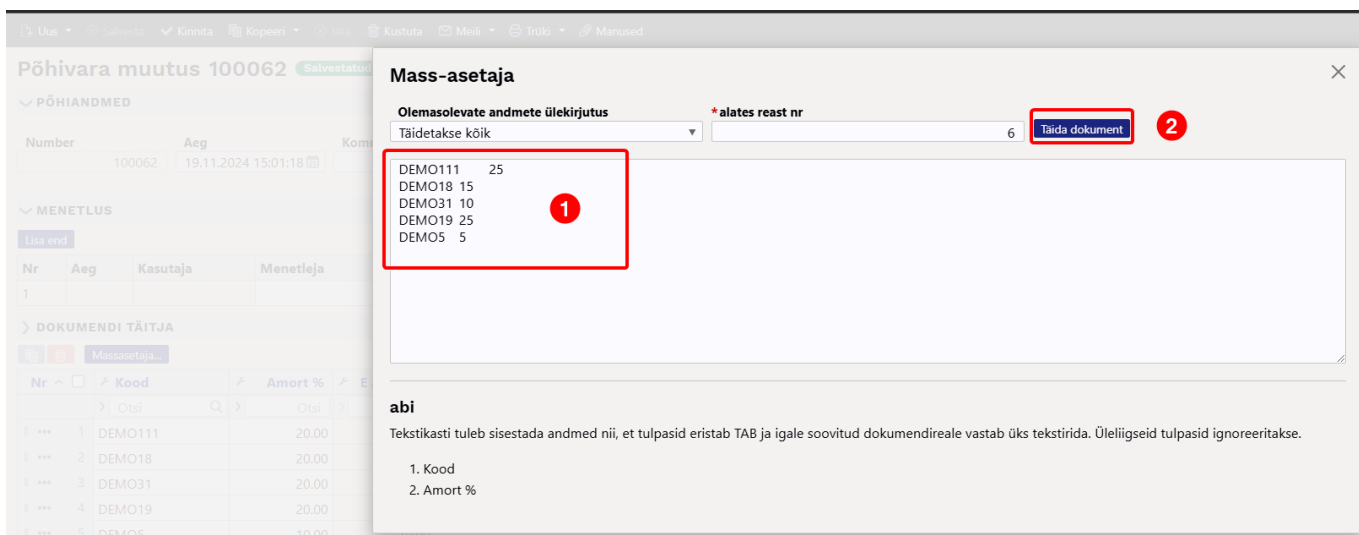 Uus Salvesta Kinnita Kopeeri Kustuta Meili Trüki Manused
Põhivara muutus 100062 Salvestatud
PÕHIANDMED
Number Aeg
100062 19.11.2024 15:01:18
MENETLUS
Lisa end
Nr Aeg Kasutaja Menetleja
1
DOKUMENDI TÄITJA
Massasetaja...
Nr Kood Amort % E
Otsi Otsi
1 DEMO111 20.00
2 DEMO18 20.00
3 DEMO31 20.00
4 DEMO19 20.00
5 DEMO5 10.00
Mass-asetaja
Olemasolevate andmete ülekirjutus *alates reast nr
Täidetakse kõik 6 Täida dokument 2
DEMO111 25
DEMO18 15
DEMO31 10
DEMO19 25
DEMO5 5
1
abi
Tekstikasti tuleb sisestada andmed nii, et tulpasid eristab TAB ja igale soovitud dokumendireale vastab üks tekstirida. Üleliigseid tulpasid ignoreeritakse.
1. Kood
2. Amort %